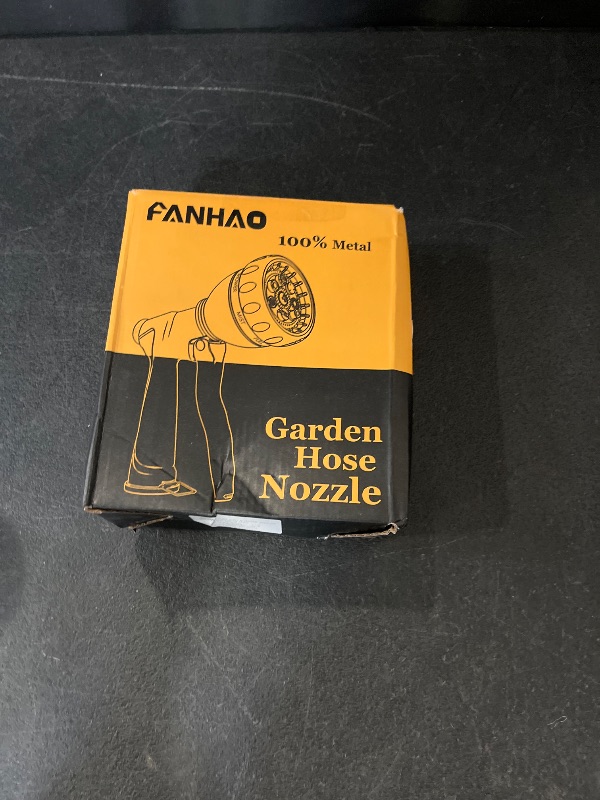 FANHAO
100% Metal
Garden
Hose
Nozzle